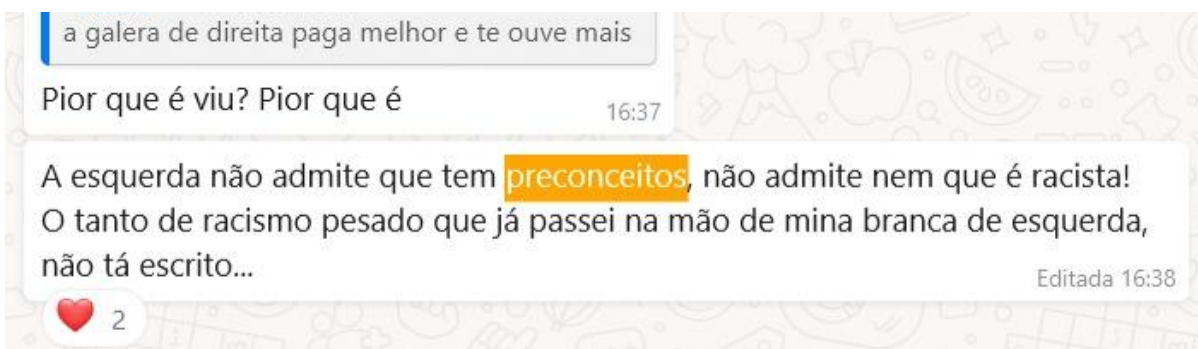 a galera de direita paga melhor e te ouve mais
Pior que é viu? Pior que é
16:37
A esquerda não admite que tem preconceitos, não admite nem que é racista!
O tanto de racismo pesado que já passei na mão de mina branca de esquerda,
não tá escrito...
Editada 16:38
2